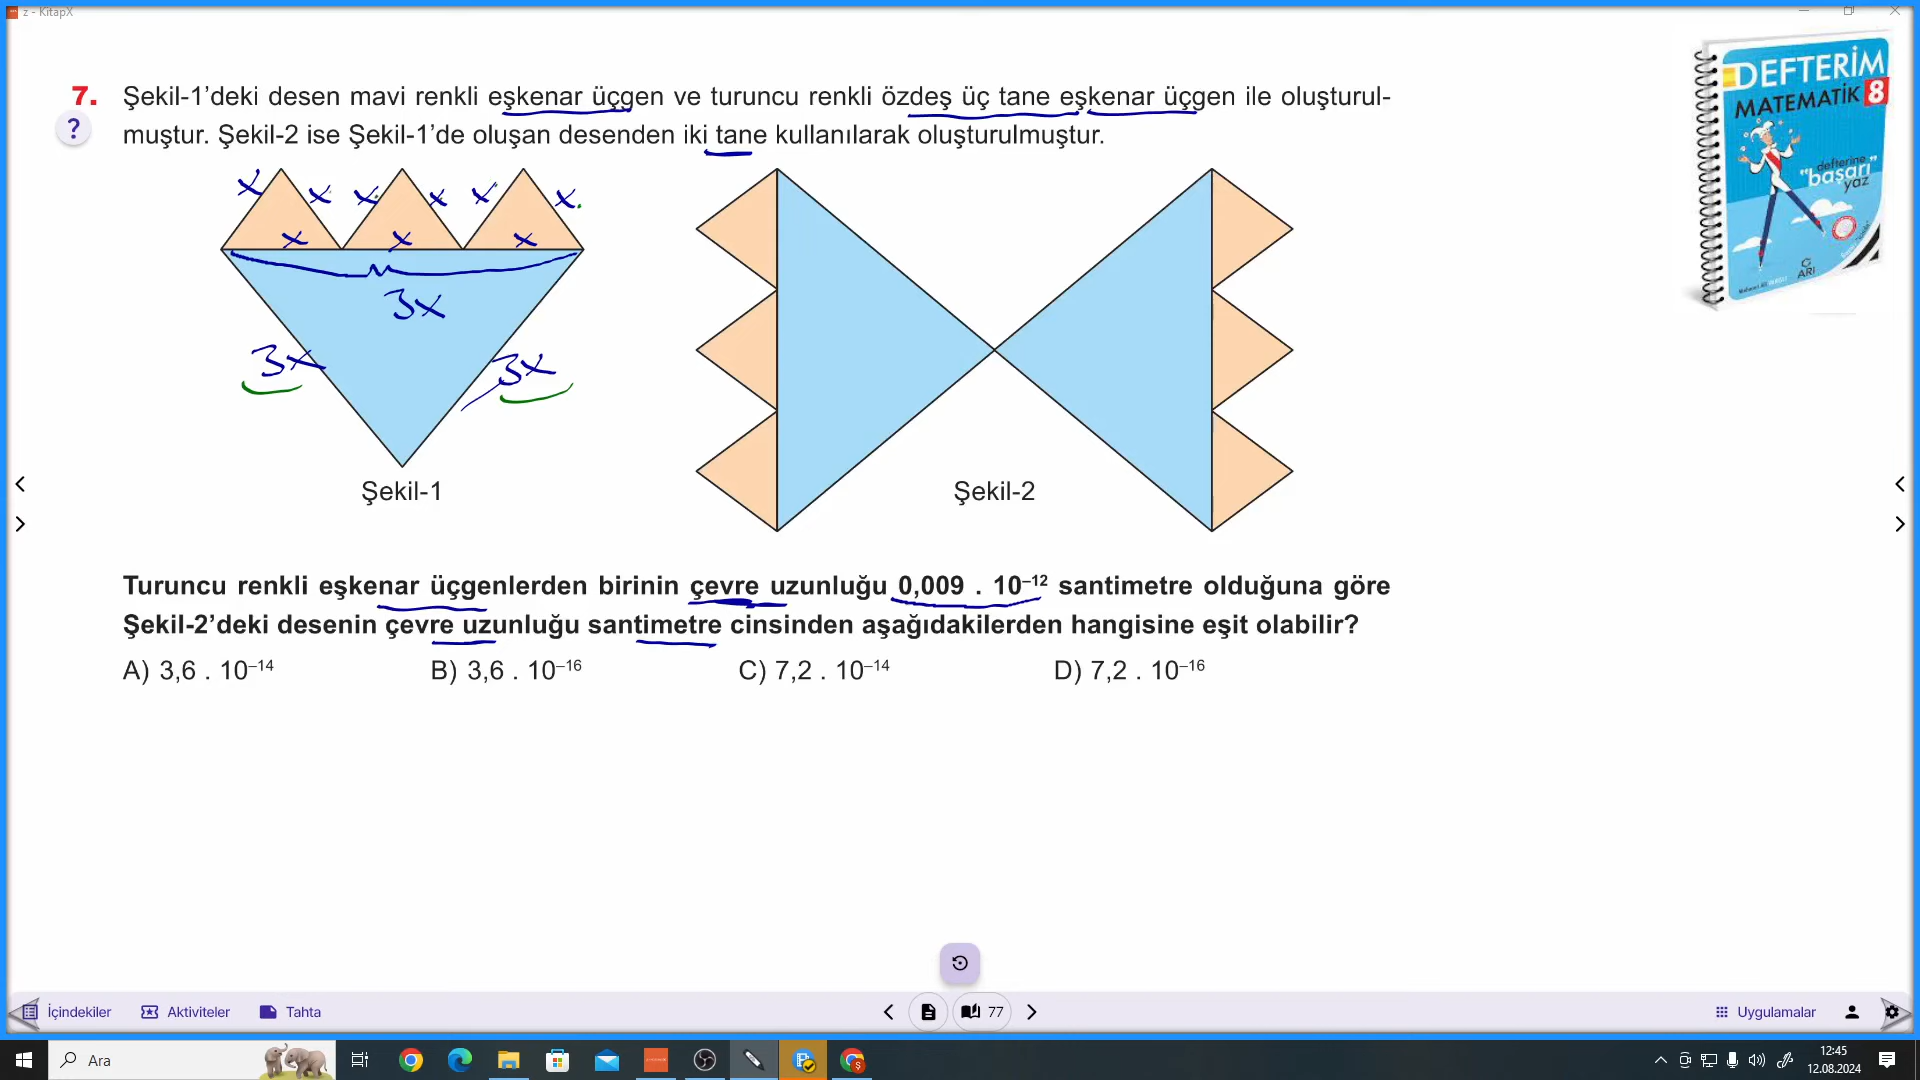 z - KitapX
7. Şekil-1’deki desen mavi renkli eşkenar üçgen ve turuncu renkli özdeş üç tane eşkenar üçgen ile oluşturul-
? muştur. Şekil-2 ise Şekil-1’de oluşan desenden iki tane kullanılarak oluşturulmuştur.
x x x x x x
x x x
3x
3x 3x
Şekil-1 Şekil-2
DEFTERİM
MATEMATİK 8
defterine
"başarı"
yaz
ARI
Turuncu renkli eşkenar üçgenlerden birinin çevre uzunluğu 0,009 . 10⁻¹² santimetre olduğuna göre
Şekil-2’deki desenin çevre uzunluğu santimetre cinsinden aşağıdakilerden hangisine eşit olabilir?
A) 3,6 . 10⁻¹⁴ B) 3,6 . 10⁻¹⁶ C) 7,2 . 10⁻¹⁴ D) 7,2 . 10⁻¹⁶
İçindekiler Aktiviteler Tahta 77 Uygulamalar
Ara
12:45
12.08.2024